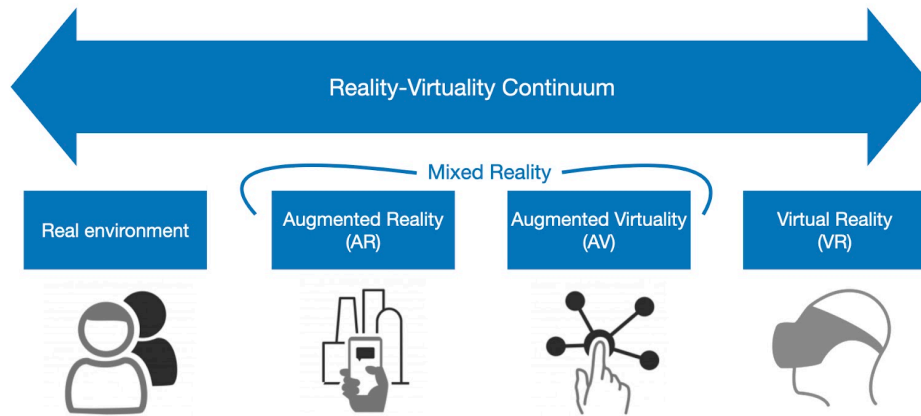 Reality-Virtuality Continuum
Mixed Reality
Real environment
Augmented Reality
(AR)
Augmented Virtuality
(AV)
Virtual Reality
(VR)